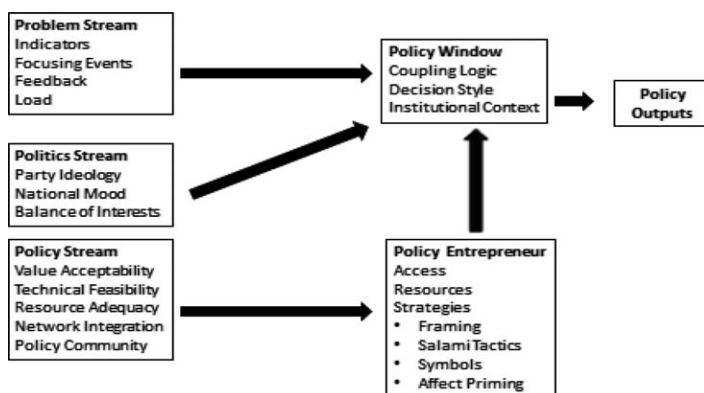 Problem Stream
Indicators
Focusing Events
Feedback
Load
Politics Stream
Party Ideology
National Mood
Balance of Interests
Policy Stream
Value Acceptability
Technical Feasibility
Resource Adequacy
Network Integration
Policy Community
Policy Window
Coupling Logic
Decision Style
Institutional Context
Policy Entrepreneur
Access
Resources
Strategies
• Framing
• Salami Tactics
• Symbols
• Affect Priming
Policy
Outputs